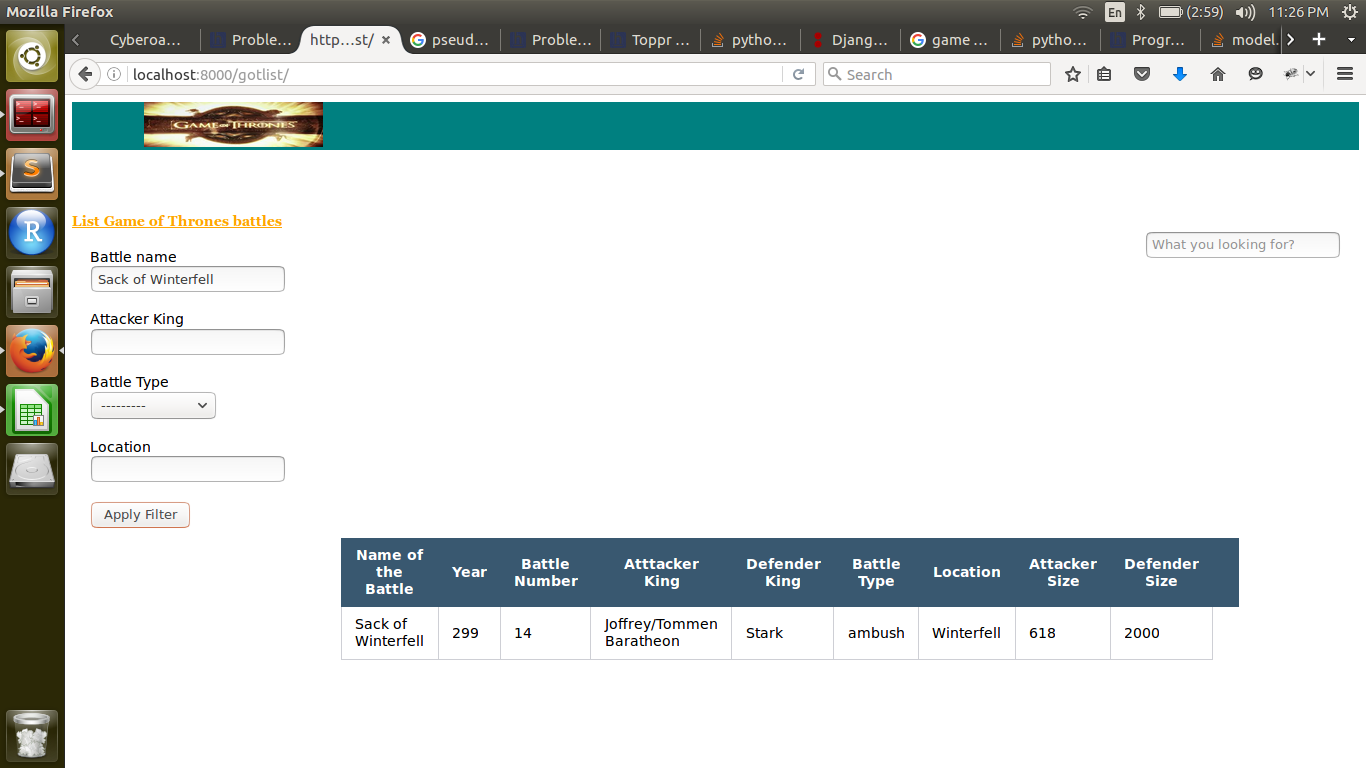 Mozilla Firefox
En
(2:59)
11:26 PM
Cyberoa...
Proble...
http...st/
pseud...
Proble...
Toppr ...
pytho...
Djang...
game ...
pytho...
Progr...
model.
localhost:8000/gotlist/
Search
GAME OF THRONES
List Game of Thrones battles
What you looking for?
Battle name
Sack of Winterfell
Attacker King
Battle Type
---------
Location
Apply Filter
Name of the Battle Year Battle Number Atttacker King Defender King Battle Type Location Attacker Size Defender Size
Sack of Winterfell 299 14 Joffrey/Tommen Baratheon Stark ambush Winterfell 618 2000